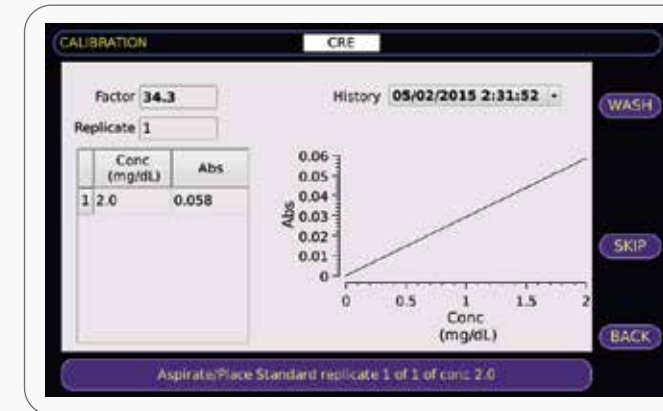 CALIBRATION CRE
Factor 34.3
History 05/02/2015 2:31:52
WASH
Replicate 1
Conc (mg/dL) Abs
1 2.0 0.058
Abs
0.06
0.05
0.04
0.03
0.02
0.01
0
0 0.5 1 1.5 2
Conc
(mg/dL)
SKIP
BACK
Aspirate/Place Standard replicate 1 of 1 of conc 2.0